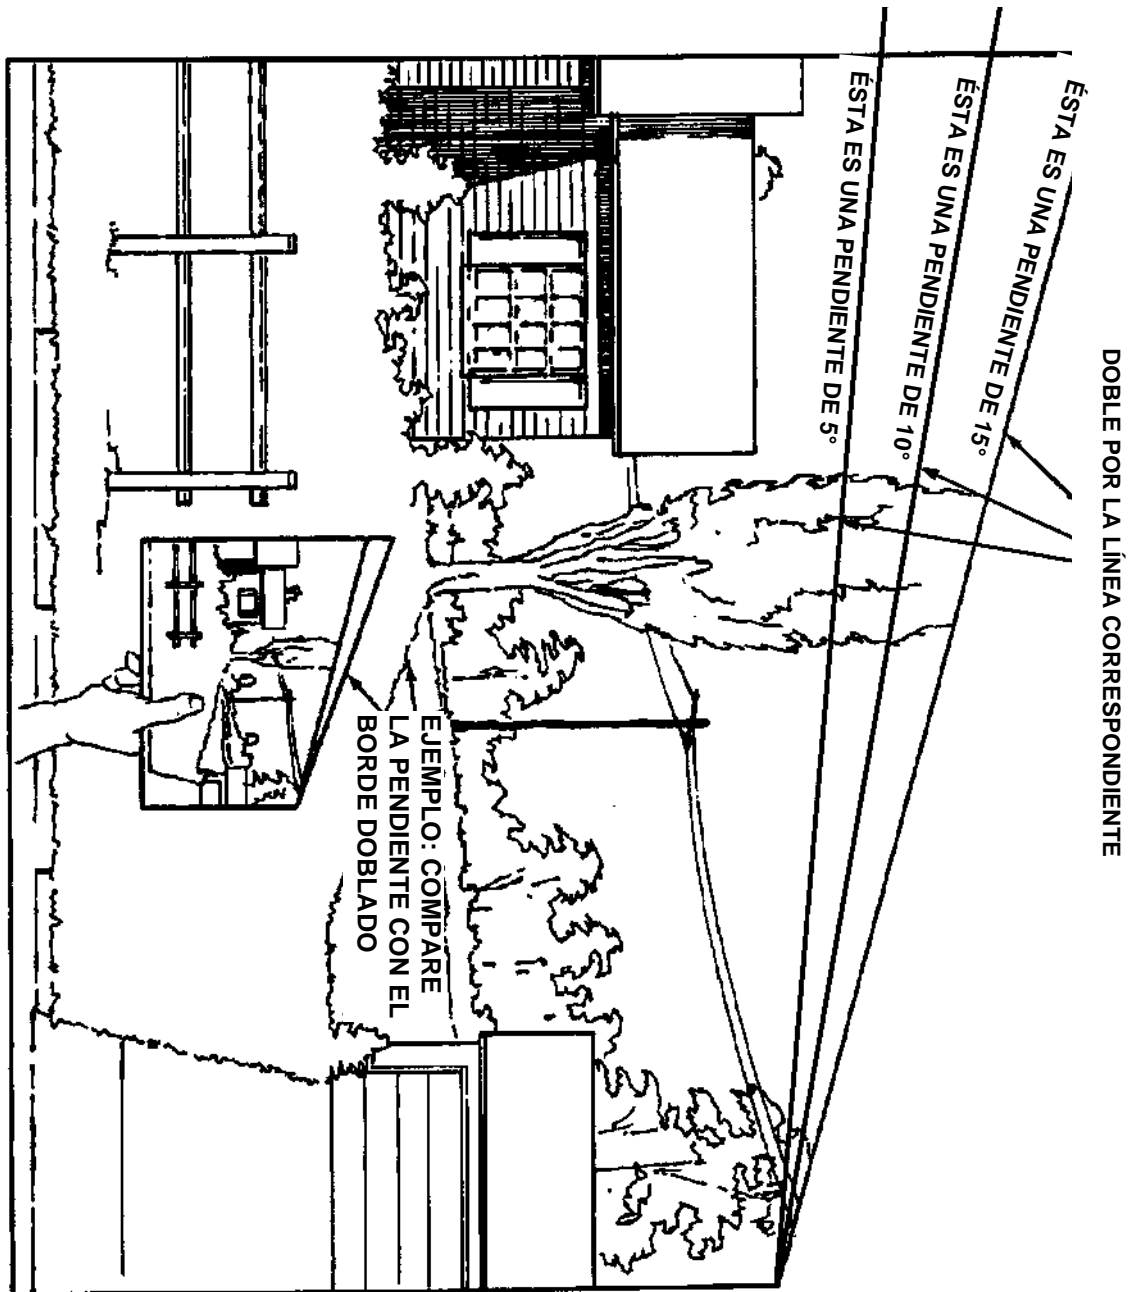 DOBLE POR LA LÍNEA CORRESPONDIENTE
ÉSTA ES UNA PENDIENTE DE 15°
ÉSTA ES UNA PENDIENTE DE 10°
ÉSTA ES UNA PENDIENTE DE 5°
EJEMPLO: COMPARE
LA PENDIENTE CON EL
BORDE DOBLADO